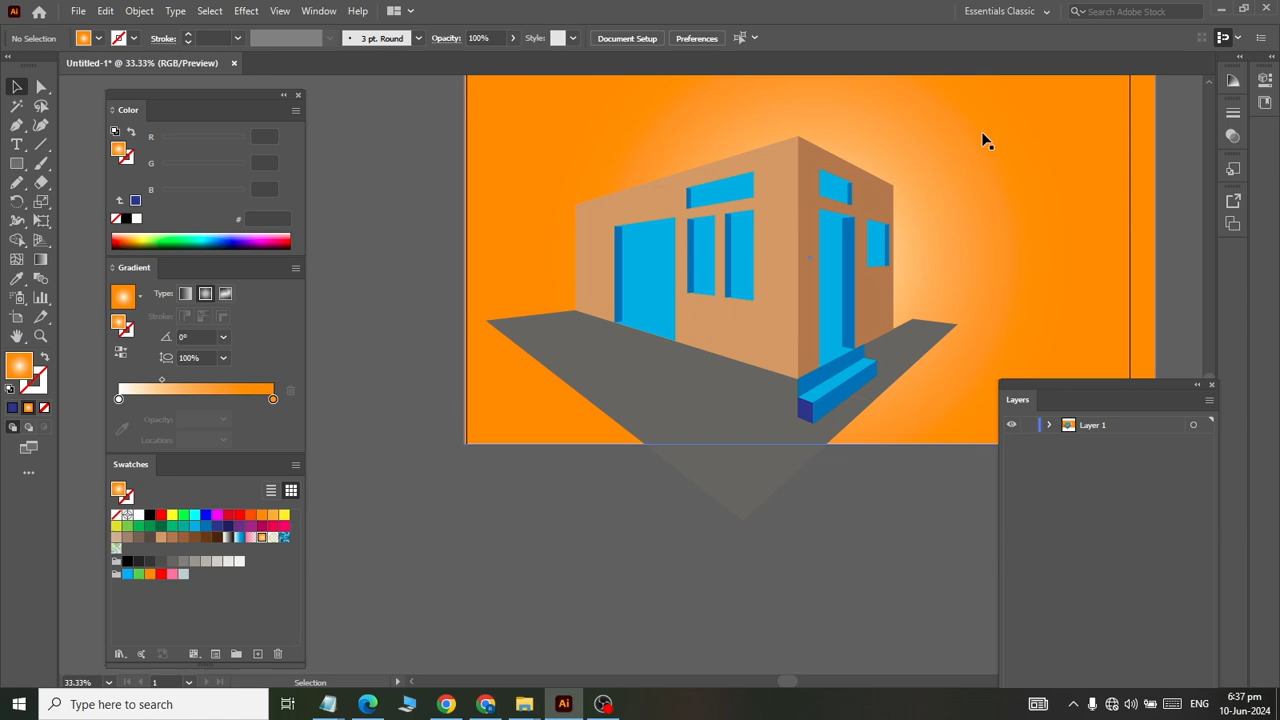 Ai File Edit Object Type Select Effect View Window Help Essentials Classic Search Adobe Stock
No Selection Stroke: 3 pt. Round Opacity: 100% Style: Document Setup Preferences
Untitled-1* @ 33.33% (RGB/Preview) ×
Color
R
G
B
#
Gradient
Type:
Strokes:
0°
100%
Opacity:
Location:
Swatches
Layers
Layer 1
33.33% 1 Selection
Type here to search
Ai
ENG
6:37 pm
10-Jun-2024